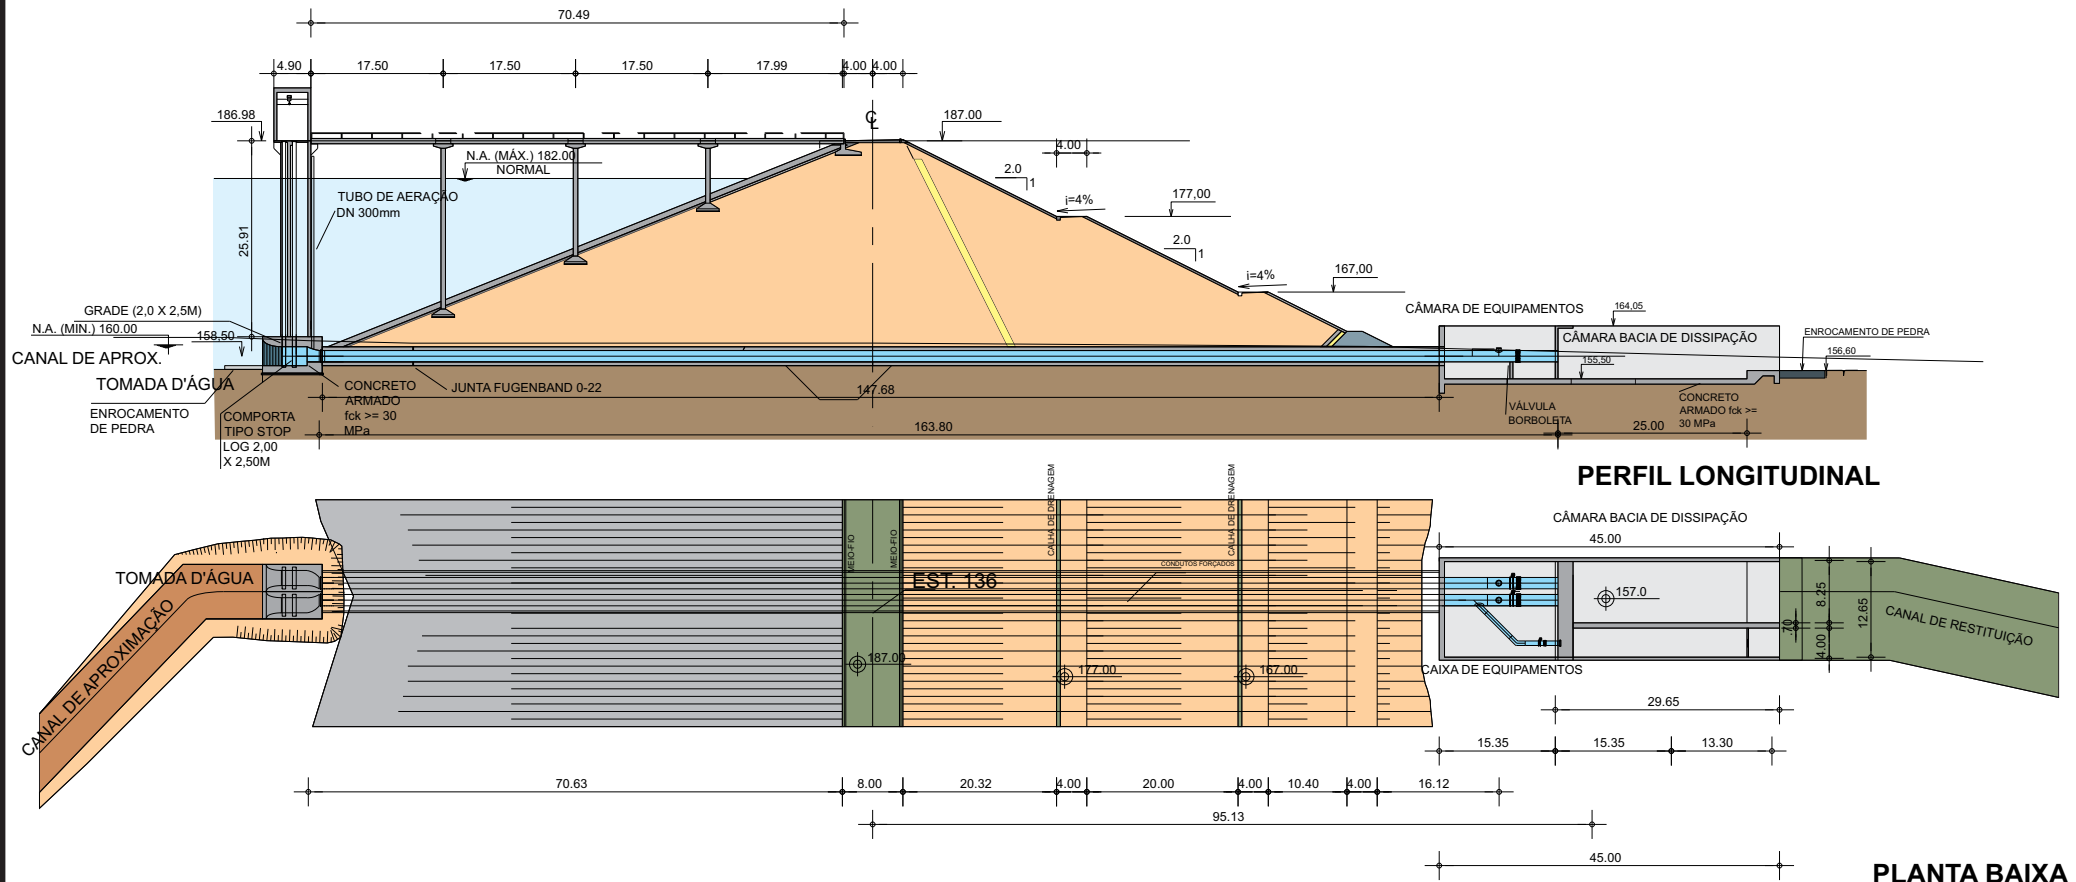 70.49
4.90
17.50
17.50
17.50
17.99
4.00
4.00
186.98
C
L
187.00
4.00
N.A. (MÁX.) 182.00
NORMAL
2.0
1
TUBO DE AERAÇÃO
DN 300mm
i=4%
177,00
25.91
2.0
1
i=4%
167,00
GRADE (2,0 X 2,5M)
N.A. (MIN.) 160.00
158,50
CANAL DE APROX.
CÂMARA DE EQUIPAMENTOS
164,05
CÂMARA BACIA DE DISSIPAÇÃO
ENROCAMENTO DE PEDRA
156,60
155,50
TOMADA D'ÁGUA
CONCRETO
ARMADO
fck >= 30
MPa
JUNTA FUGENBAND 0-22
147.68
ENROCAMENTO
DE PEDRA
COMPORTA
TIPO STOP
LOG 2,00
X 2,50M
163.80
VÁLVULA
BORBOLETA
25.00
CONCRETO
ARMADO fck >=
30 MPa
PERFIL LONGITUDINAL
CÂMARA BACIA DE DISSIPAÇÃO
45.00
MEIO-FIO
MEIO-FIO
CALHA DE DRENAGEM
CALHA DE DRENAGEM
CONDUTOS FORÇADOS
TOMADA D'ÁGUA
EST. 136
157.0
8.25
12.65
.70
4.00
CANAL DE RESTITUIÇÃO
CANAL DE APROXIMAÇÃO
187.00
177.00
167.00
CAIXA DE EQUIPAMENTOS
29.65
15.35
15.35
13.30
70.63
8.00
20.32
4.00
20.00
4.00
10.40
4.00
16.12
95.13
45.00
PLANTA BAIXA